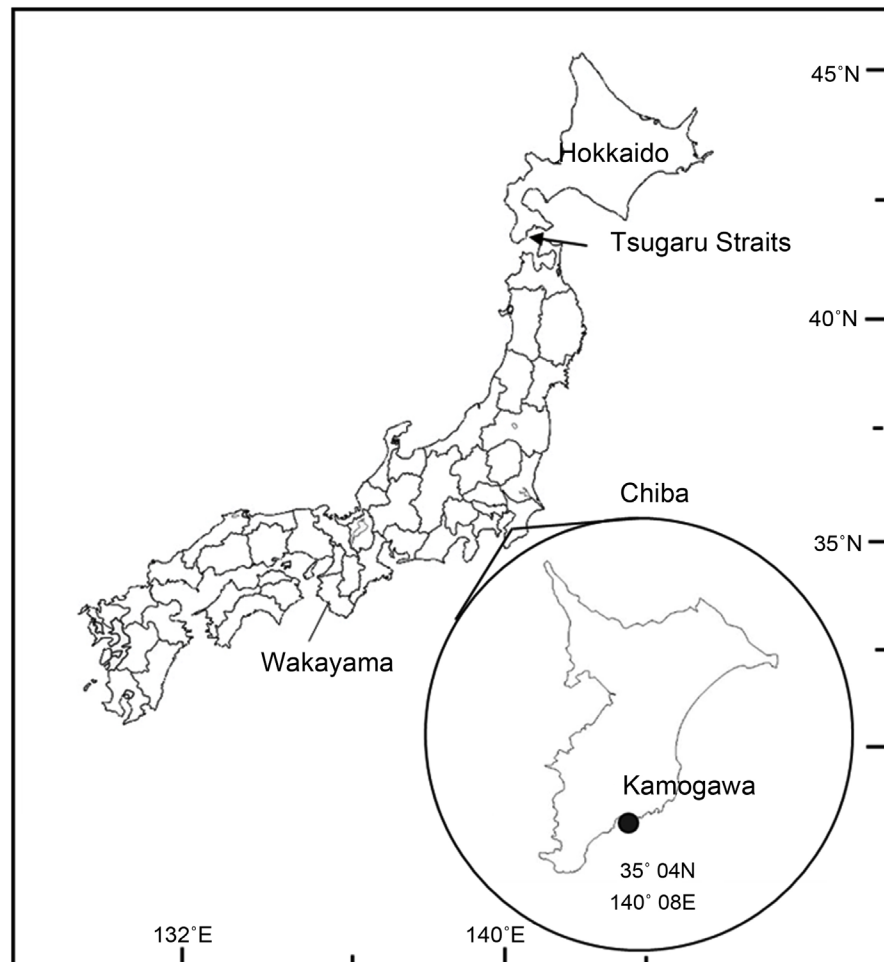 45°N
Hokkaido
Tsugaru Straits
40°N
Chiba
35°N
Wakayama
Kamogawa
35° 04N
140° 08E
132°E
140°E